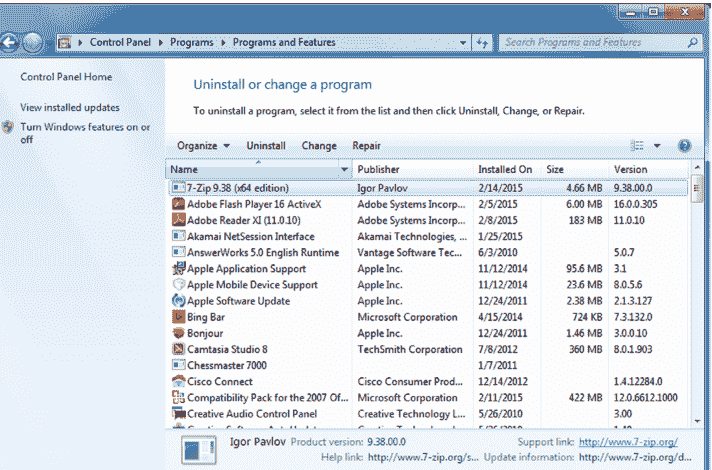 Control Panel Programs Programs and Features Search Programs and Features
Control Panel Home
View installed updates
Turn Windows features on or
off
Uninstall or change a program
To uninstall a program, select it from the list and then click Uninstall, Change, or Repair.
Organize Uninstall Change Repair
Name Publisher Installed On Size Version
7-Zip 9.38 (x64 edition) Igor Pavlov 2/14/2015 4.66 MB 9.38.00.0
Adobe Flash Player 16 ActiveX Adobe Systems Incorp... 2/5/2015 6.00 MB 16.0.0.305
Adobe Reader XI (11.0.10) Adobe Systems Incorp... 2/8/2015 183 MB 11.0.10
Akamai NetSession Interface Akamai Technologies, ... 1/25/2015
AnswerWorks 5.0 English Runtime Vantage Software Tec... 6/3/2010 5.0.7
Apple Application Support Apple Inc. 11/12/2014 95.6 MB 3.1
Apple Mobile Device Support Apple Inc. 11/12/2014 23.6 MB 8.0.5.6
Apple Software Update Apple Inc. 12/24/2011 2.38 MB 2.1.3.127
Bing Bar Microsoft Corporation 4/15/2014 724 KB 7.3.132.0
Bonjour Apple Inc. 12/24/2011 1.46 MB 3.0.0.10
Camtasia Studio 8 TechSmith Corporation 7/8/2012 360 MB 8.0.1.903
Chessmaster 7000 1/7/2011
Cisco Connect Cisco Consumer Prod... 12/14/2012 1.4.12284.0
Compatibility Pack for the 2007 Of... Microsoft Corporation 2/11/2015 422 MB 12.0.6612.1000
Creative Audio Control Panel Creative Technology L... 5/26/2010 3.00
Igor Pavlov Product version: 9.38.00.0 Support link: http://www.7-zip.org/
Help link: http://www.7-zip.org/s... Update information: http://www.7-zip.org/d...